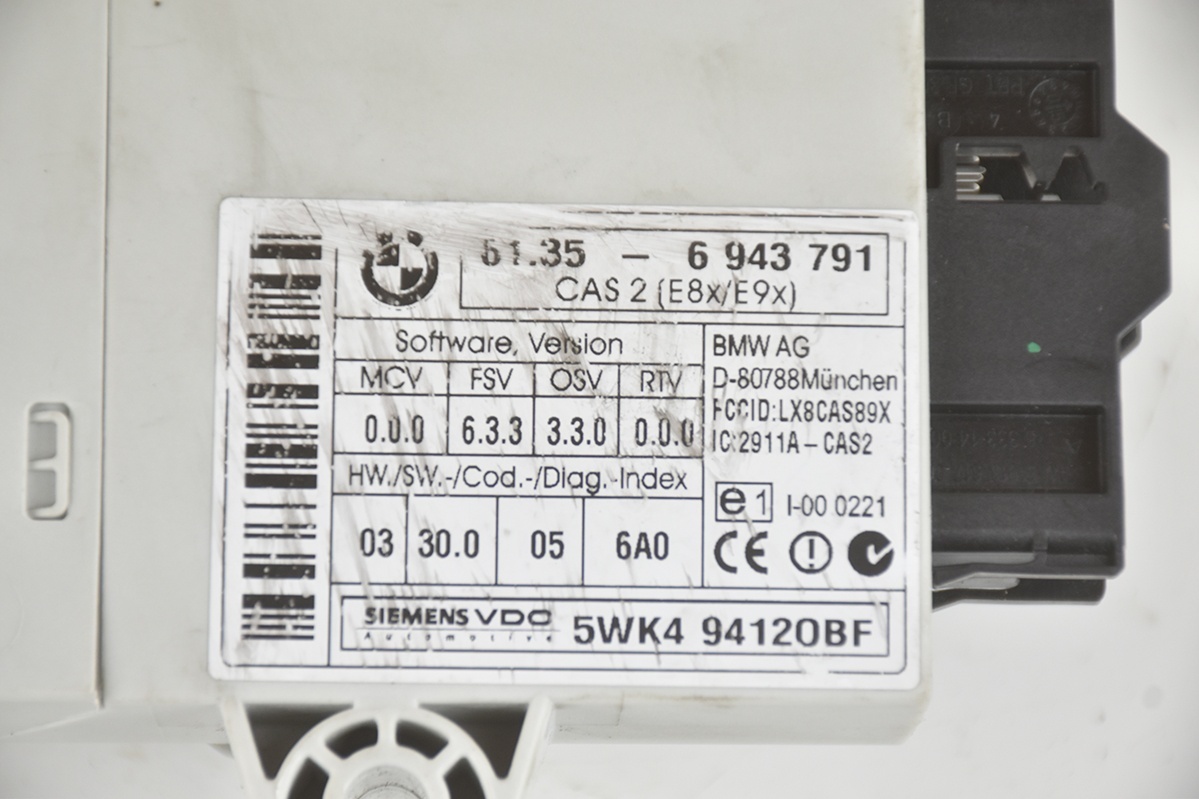 61.35 – 6 943 791
CAS 2 (E8x/E9x)
Software, Version
MCV FSV OSV RTV
0.0.0 6.3.3 3.3.0 0.0.0
HW./SW.-/Cod.-/Diag.-Index
03 30.0 05 6A0
BMW AG
D-80788München
FCCID:LX8CAS89X
IC:2911A-CAS2
e1 I-00 0221
CE
SIEMENS VDO
Automotive
5WK4 94120BF